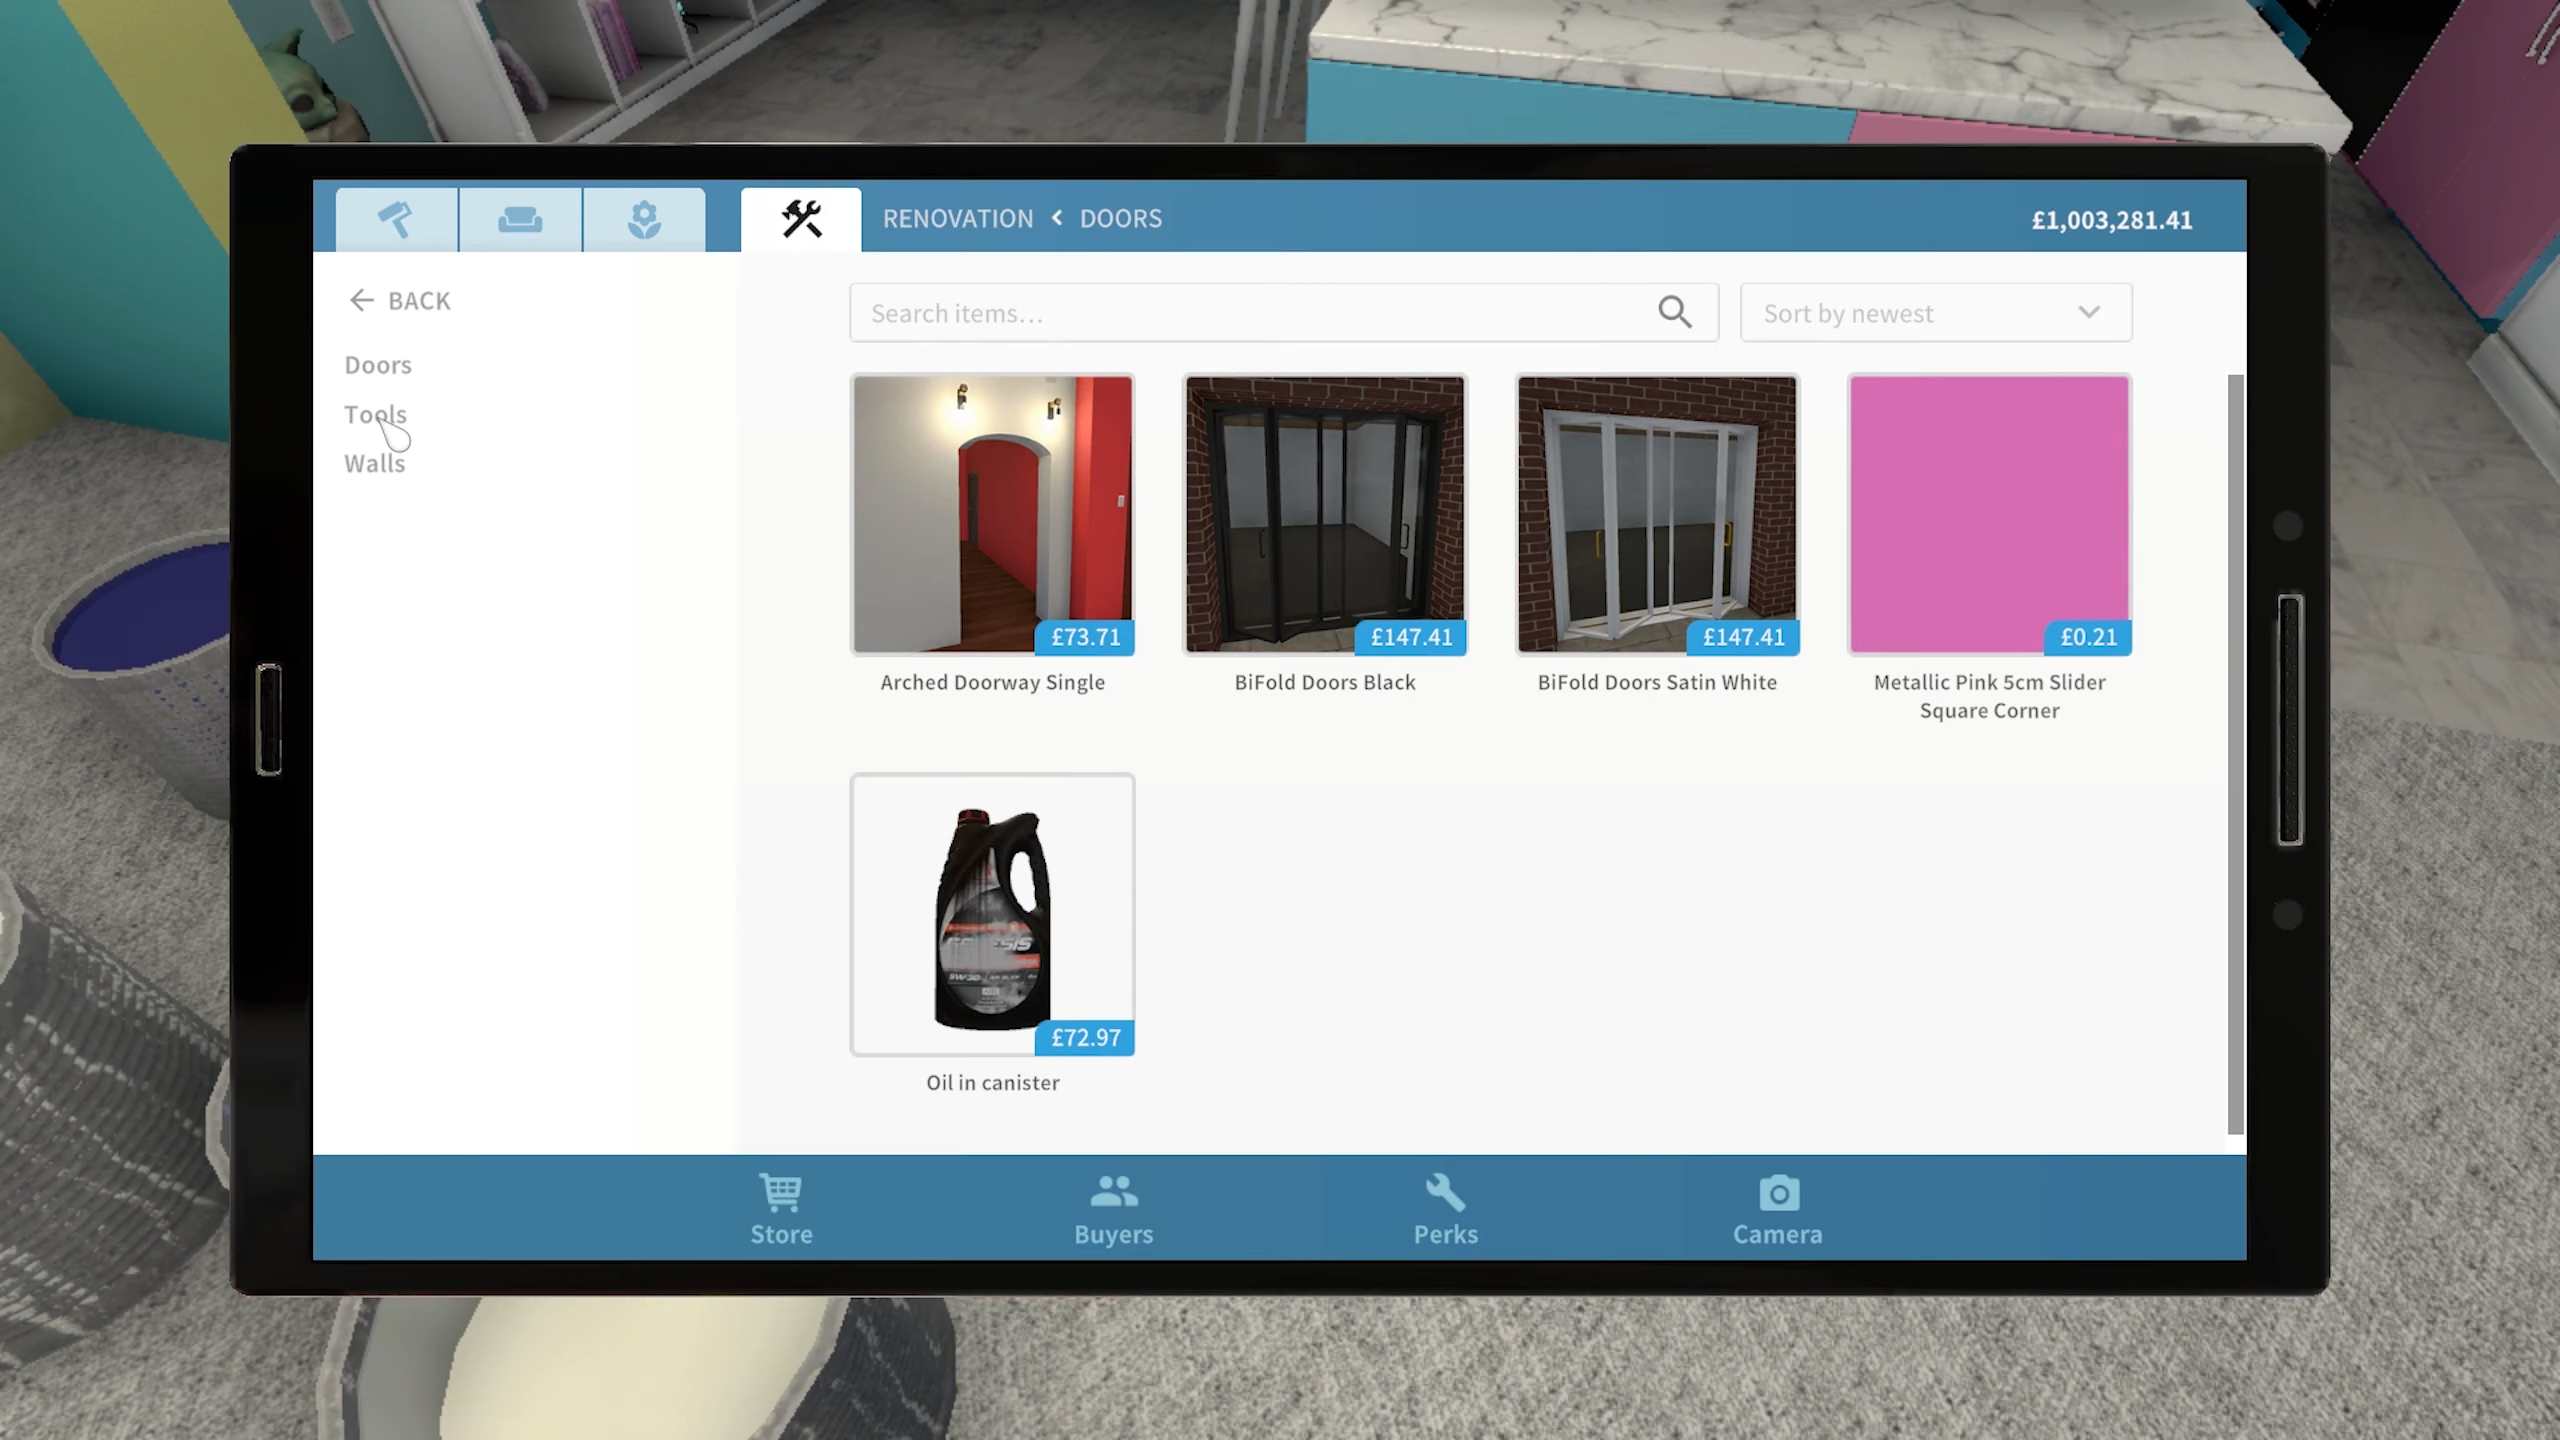 RENOVATION < DOORS
£1,003,281.41
BACK
Doors
Tools
Walls
Search items...
Sort by newest
£73.71
£147.41
£147.41
£0.21
Arched Doorway Single
BiFold Doors Black
BiFold Doors Satin White
Metallic Pink 5cm Slider
Square Corner
5W30
£72.97
Oil in canister
Store
Buyers
Perks
Camera